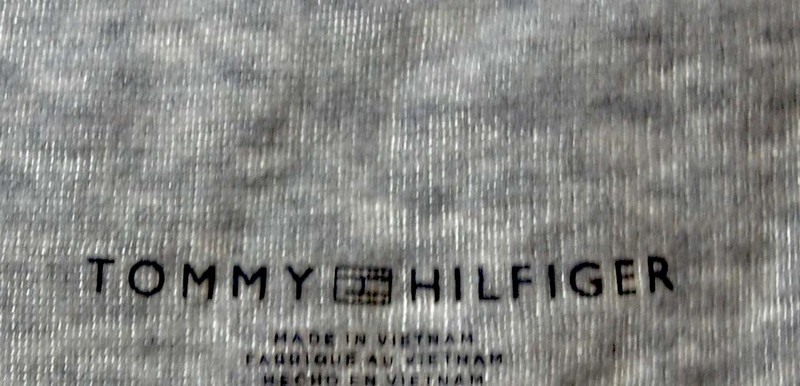 TOMMY HILFIGER
MADE IN VIETNAM
FABRIQUE AU VIETNAM
HECHO EN VIETNAM